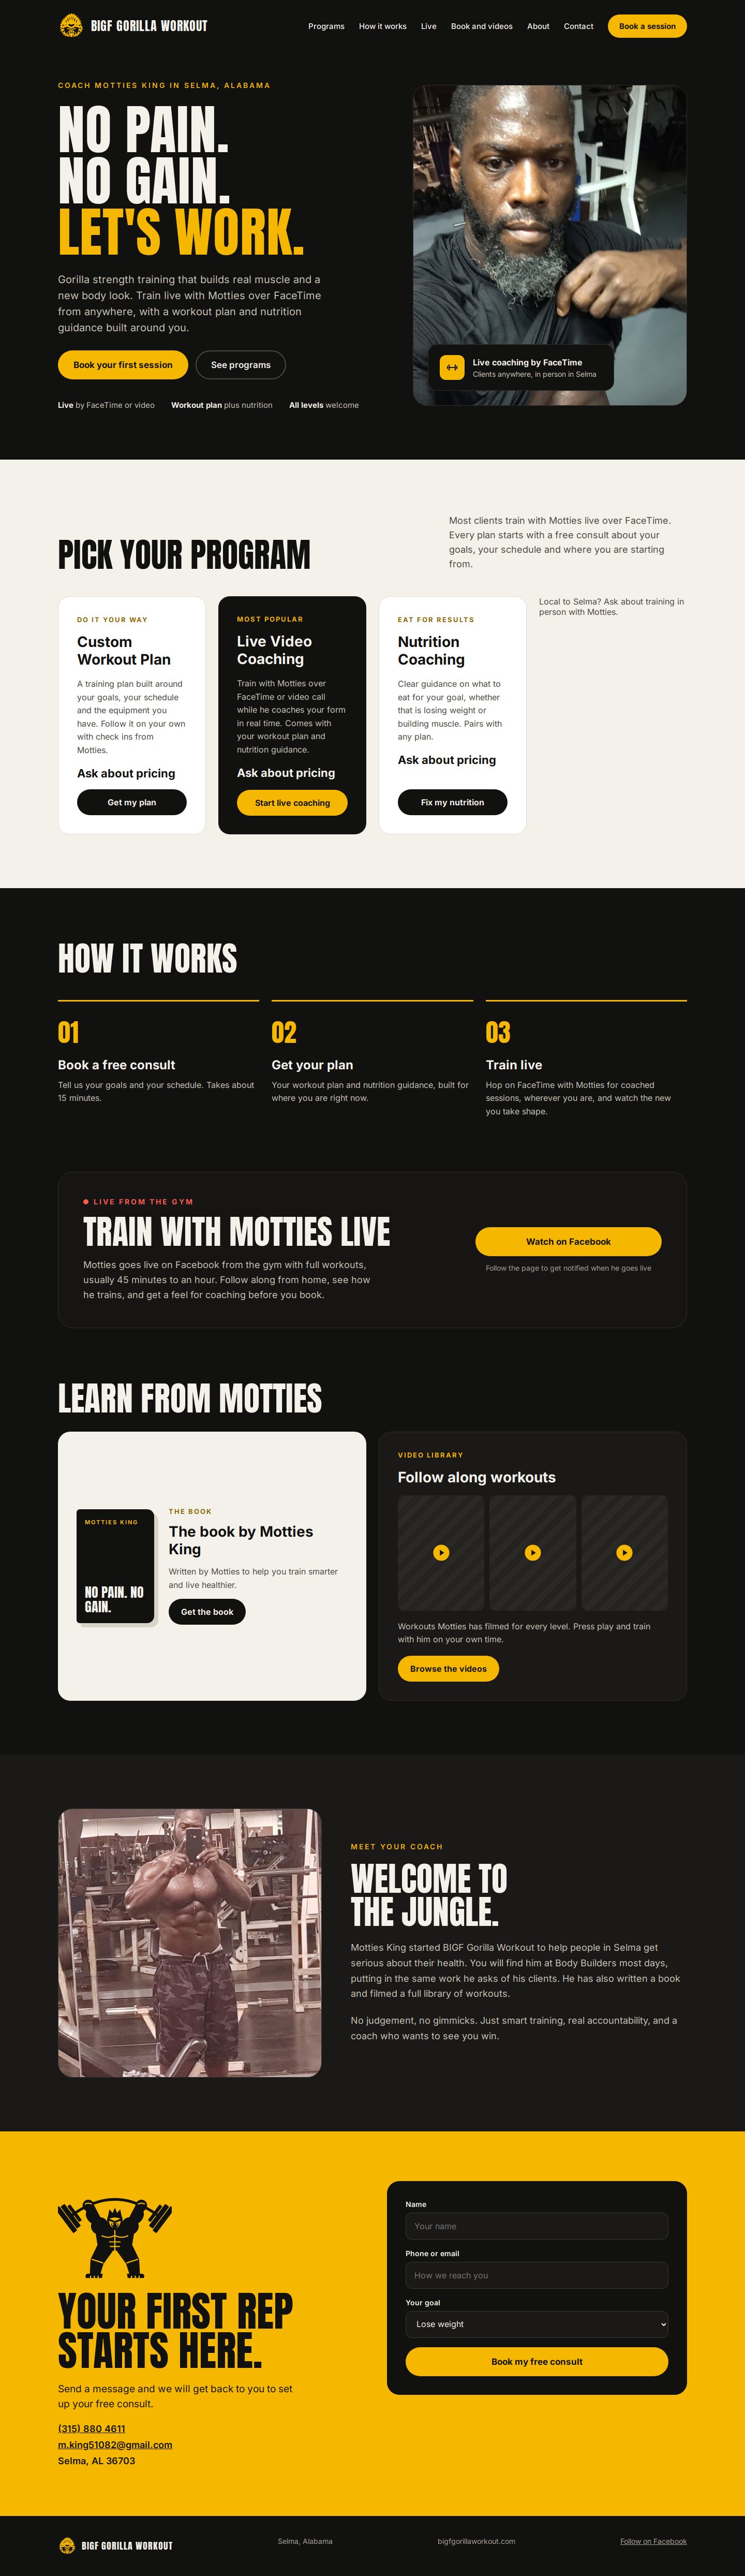 BIGF GORILLA WORKOUT
Programs
How it works
Live
Book and videos
About
Contact
Book a session
COACH MOTTIES KING IN SELMA, ALABAMA
NO PAIN.
NO GAIN.
LET'S WORK.
Gorilla strength training that builds real muscle and a
new body look. Train live with Motties over FaceTime
from anywhere, with a workout plan and nutrition
guidance built around you.
Book your first session
See programs
Live by FaceTime or video
Workout plan plus nutrition
All levels welcome
Live coaching by FaceTime
Clients anywhere, in person in Selma
PICK YOUR PROGRAM
Most clients train with Motties live over FaceTime.
Every plan starts with a free consult about your
goals, your schedule and where you are starting
from.
DO IT YOUR WAY
Custom
Workout Plan
A training plan built around
your goals, your schedule
and the equipment you
have. Follow it on your own
with check ins from
Motties.
Ask about pricing
Get my plan
MOST POPULAR
Live Video
Coaching
Train with Motties over
FaceTime or video call
while he coaches your form
in real time. Comes with
your workout plan and
nutrition guidance.
Ask about pricing
Start live coaching
EAT FOR RESULTS
Nutrition
Coaching
Clear guidance on what to
eat for your goal, whether
that is losing weight or
building muscle. Pairs with
any plan.
Ask about pricing
Fix my nutrition
Local to Selma? Ask about training in
person with Motties.
HOW IT WORKS
01
Book a free consult
Tell us your goals and your schedule. Takes about
15 minutes.
02
Get your plan
Your workout plan and nutrition guidance, built for
where you are right now.
03
Train live
Hop on FaceTime with Motties for coached
sessions, wherever you are, and watch the new
you take shape.
LIVE FROM THE GYM
TRAIN WITH MOTTIES LIVE
Motties goes live on Facebook from the gym with full workouts,
usually 45 minutes to an hour. Follow along from home, see how
he trains, and get a feel for coaching before you book.
Watch on Facebook
Follow the page to get notified when he goes live
LEARN FROM MOTTIES
MOTTIES KING
NO PAIN. NO
GAIN.
THE BOOK
The book by Motties
King
Written by Motties to help you train smarter
and live healthier.
Get the book
VIDEO LIBRARY
Follow along workouts
Workouts Motties has filmed for every level. Press play and train
with him on your own time.
Browse the videos
MEET YOUR COACH
WELCOME TO
THE JUNGLE.
Motties King started BIGF Gorilla Workout to help people in Selma get
serious about their health. You will find him at Body Builders most days,
putting in the same work he asks of his clients. He has also written a book
and filmed a full library of workouts.
No judgement, no gimmicks. Just smart training, real accountability, and a
coach who wants to see you win.
YOUR FIRST REP
STARTS HERE.
Send a message and we will get back to you to set
up your free consult.
(315) 880 4611
m.king51082@gmail.com
Selma, AL 36703
Name
Your name
Phone or email
How we reach you
Your goal
Lose weight
Book my free consult
BIGF GORILLA WORKOUT
Selma, Alabama
bigfgorillaworkout.com
Follow on Facebook